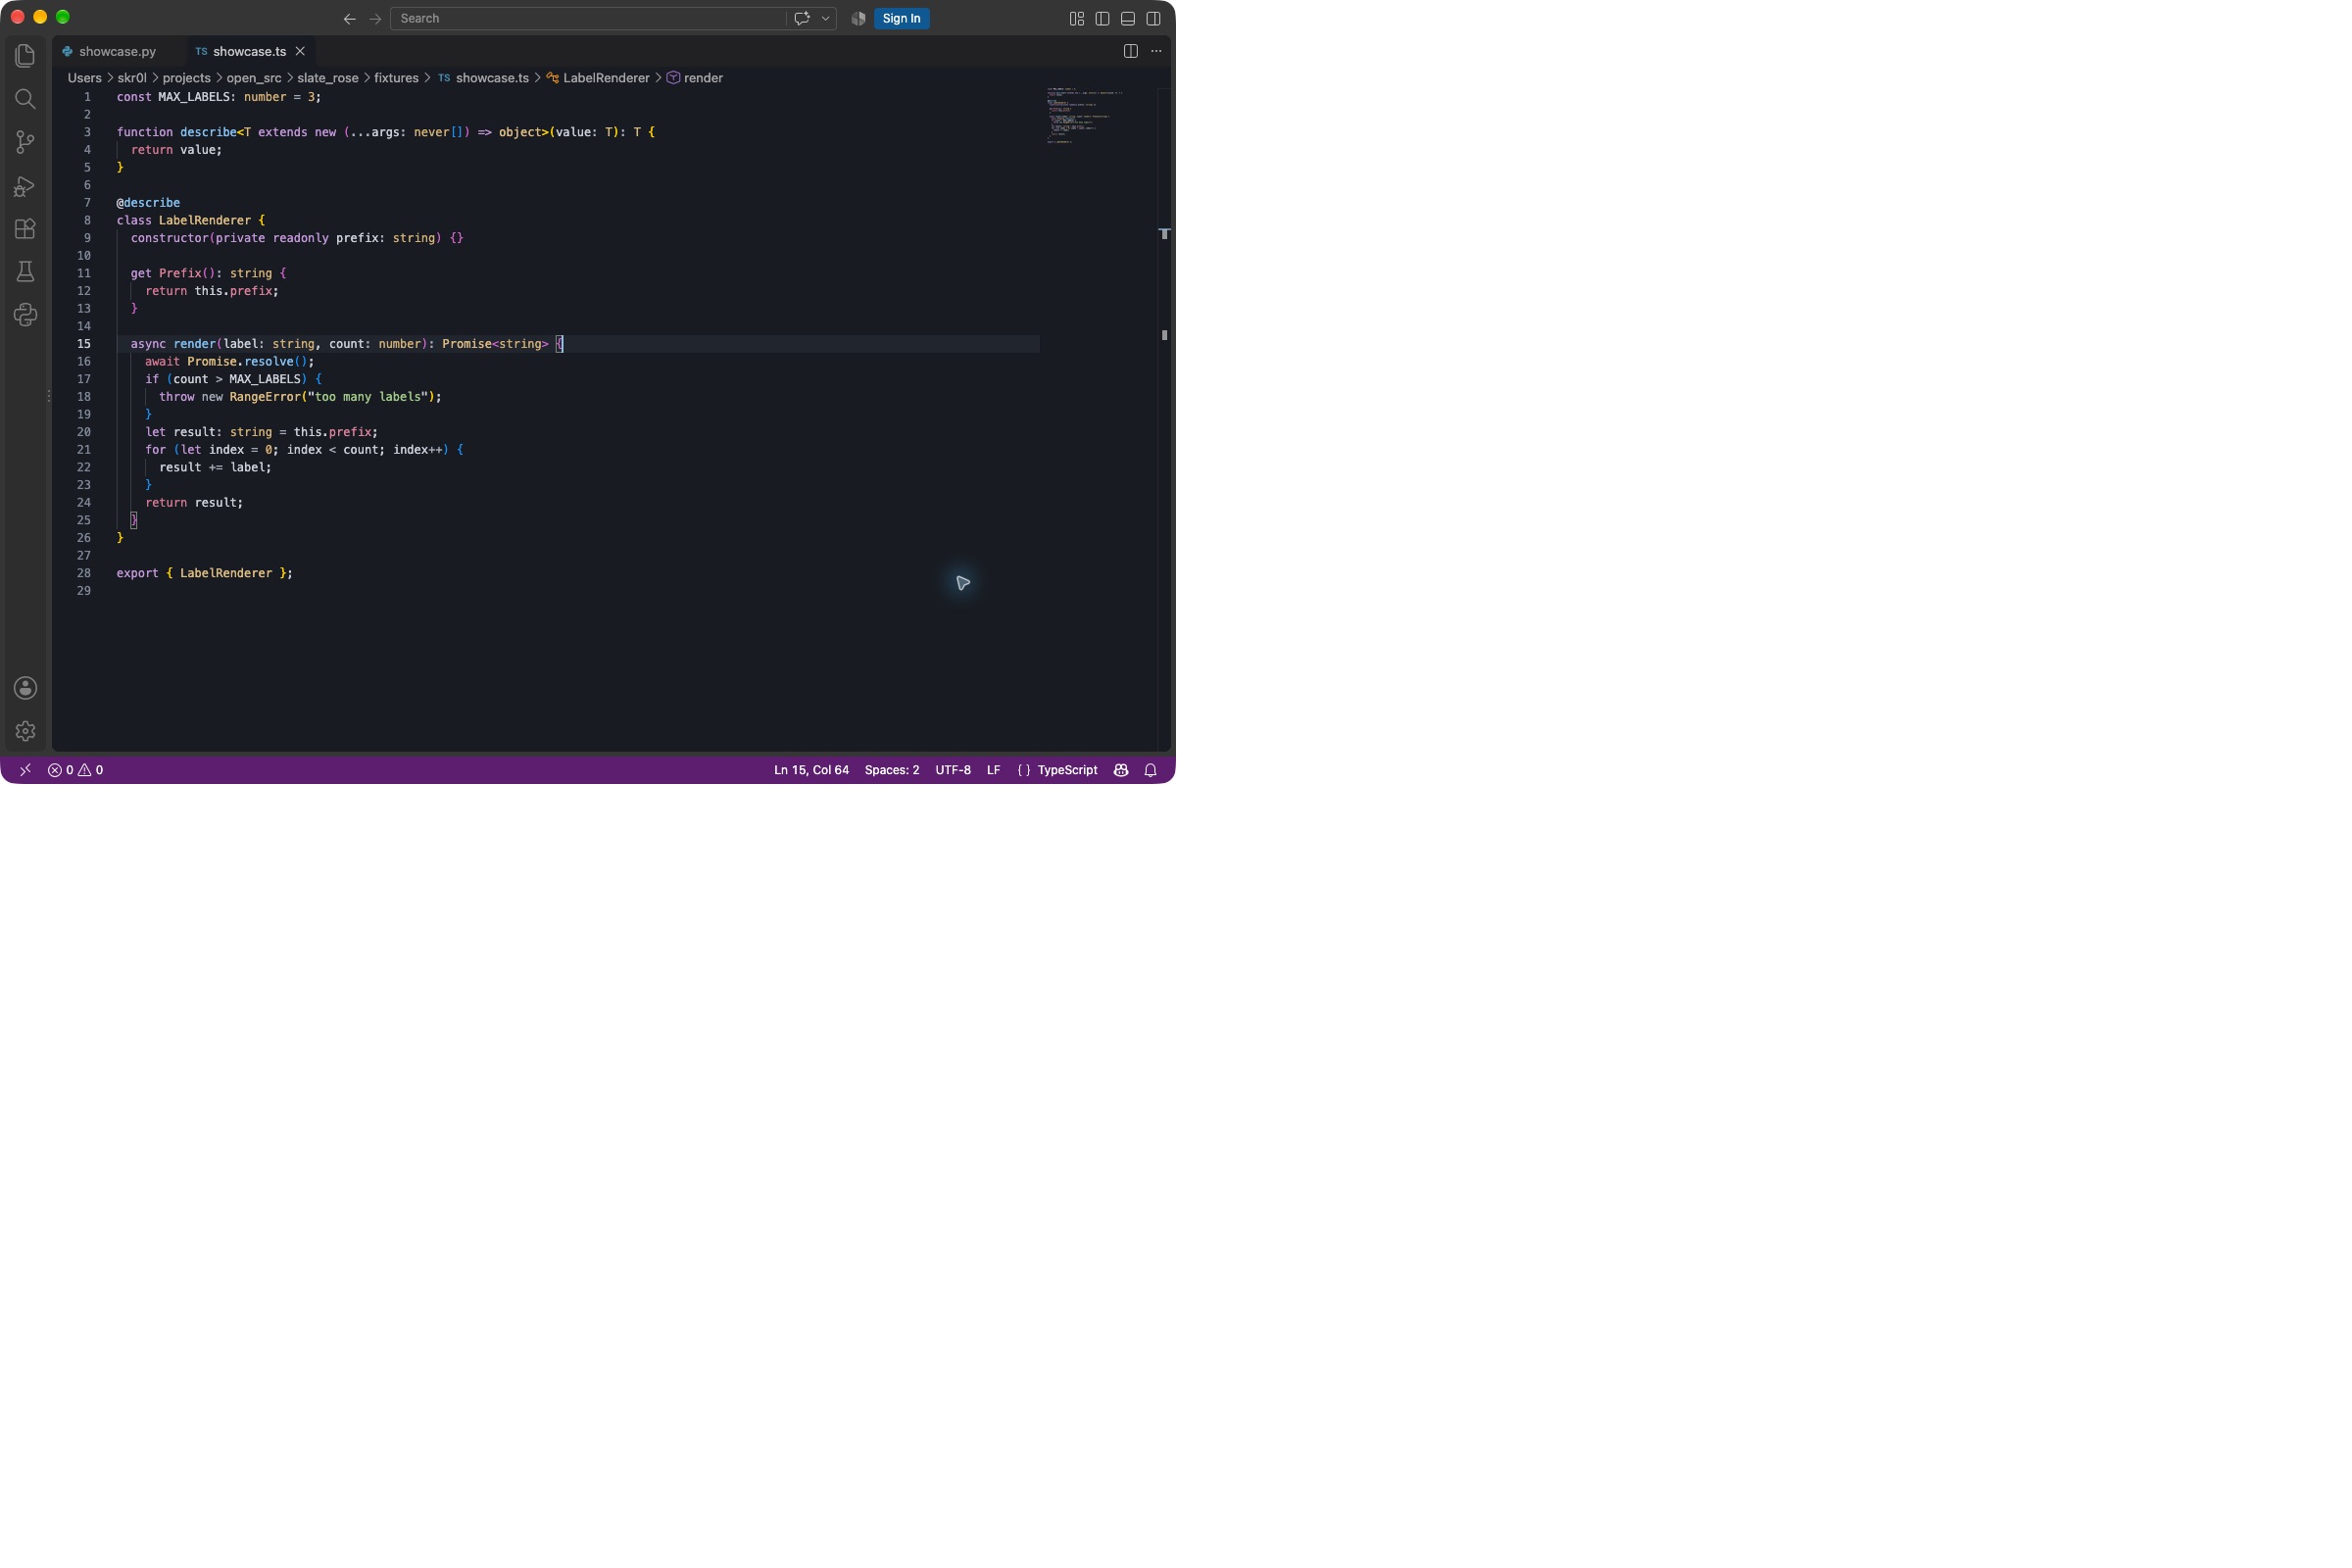 Search
Sign In
showcase.py
TS showcase.ts
Users > skr0l > projects > open_src > slate_rose > fixtures > TS showcase.ts > LabelRenderer > render
1 const MAX_LABELS: number = 3;
2
3 function describe<T extends new (...args: never[]) => object>(value: T): T {
4   return value;
5 }
6
7 @describe
8 class LabelRenderer {
9   constructor(private readonly prefix: string) {}
10
11   get Prefix(): string {
12     return this.prefix;
13   }
14
15   async render(label: string, count: number): Promise<string> {
16     await Promise.resolve();
17     if (count > MAX_LABELS) {
18       throw new RangeError("too many labels");
19     }
20     let result: string = this.prefix;
21     for (let index = 0; index < count; index++) {
22       result += label;
23     }
24     return result;
25   }
26 }
27
28 export { LabelRenderer };
29
0 0 Ln 15, Col 64 Spaces: 2 UTF-8 LF { } TypeScript